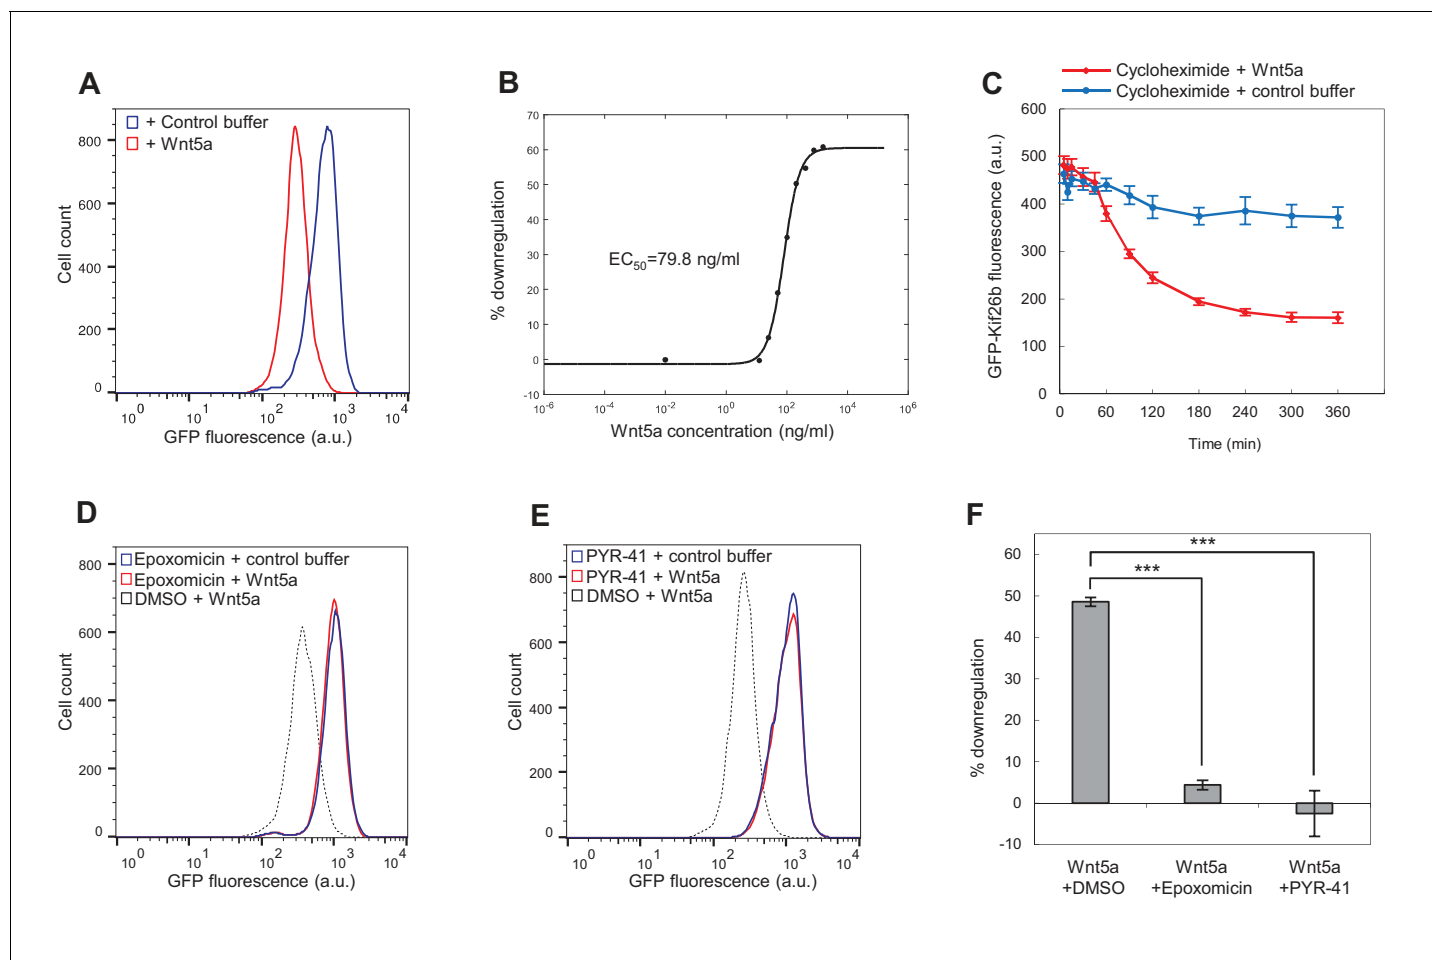 A
+ Control buffer
+ Wnt5a
Cell count
800
600
400
200
0
10^0 10^1 10^2 10^3 10^4
GFP fluorescence (a.u.)
B
% downregulation
70
60
50
40
30
20
10
0
-10
EC50=79.8 ng/ml
10^-6 10^-4 10^-2 10^0 10^2 10^4 10^6
Wnt5a concentration (ng/ml)
C
Cycloheximide + Wnt5a
Cycloheximide + control buffer
GFP-Kif26b fluorescence (a.u.)
600
500
400
300
200
100
0
0 60 120 180 240 300 360
Time (min)
D
Epoxomicin + control buffer
Epoxomicin + Wnt5a
DMSO + Wnt5a
Cell count
800
600
400
200
0
10^0 10^1 10^2 10^3 10^4
GFP fluorescence (a.u.)
E
PYR-41 + control buffer
PYR-41 + Wnt5a
DMSO + Wnt5a
Cell count
800
600
400
200
0
10^0 10^1 10^2 10^3 10^4
GFP fluorescence (a.u.)
F
% downregulation
60
50
40
30
20
10
0
-10
***
***
Wnt5a Wnt5a Wnt5a
+DMSO +Epoxomicin +PYR-41